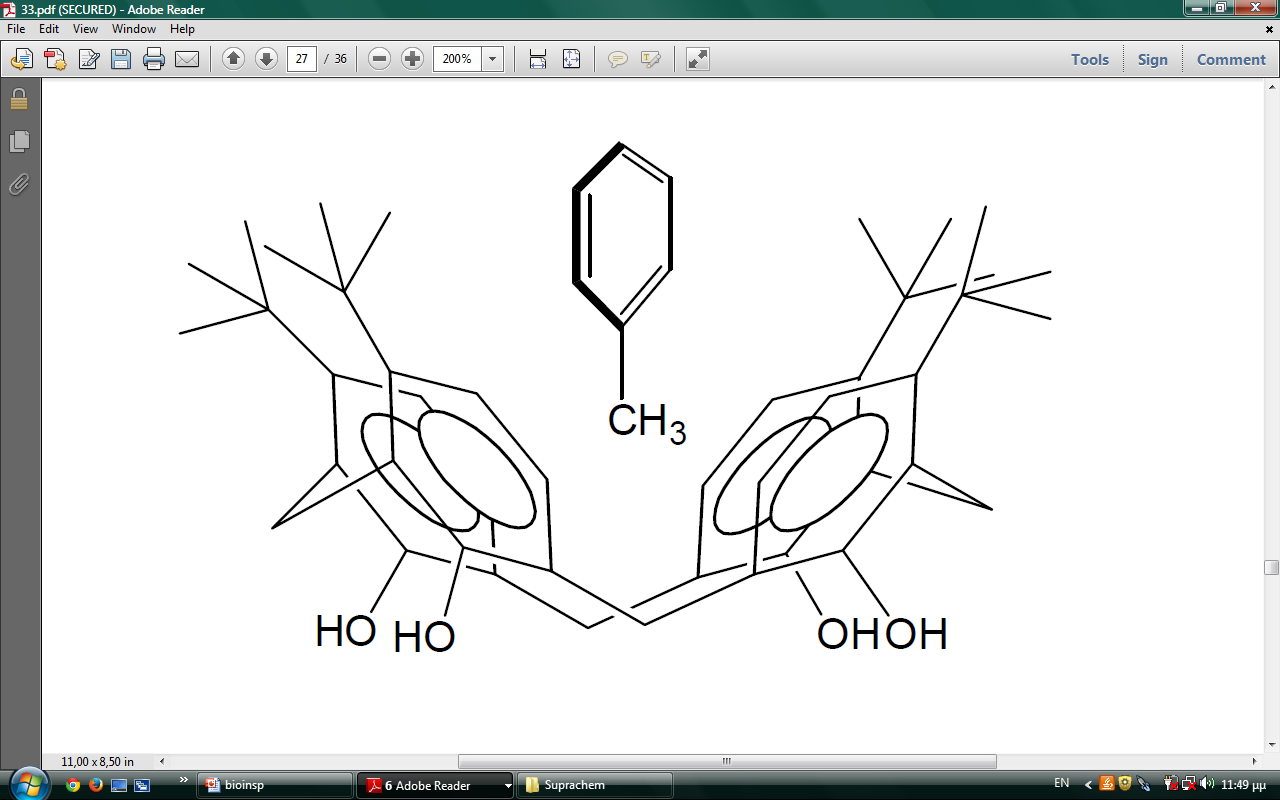 33.pdf (SECURED) - Adobe Reader
File Edit View Window Help
27 / 36 200% Tools Sign Comment
CH3
HO HO OH OH
11,00 x 8,50 in
bioinsp 6 Adobe Reader Suprachem EN 11:49 μμ